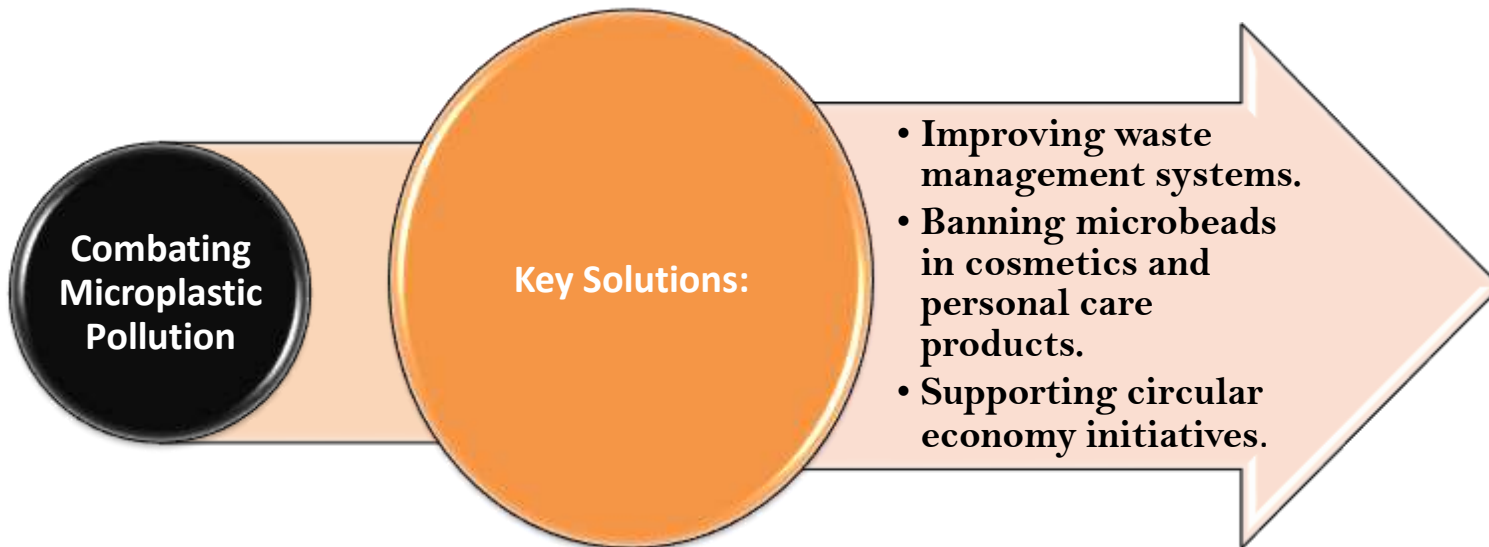 Combating
Microplastic
Pollution
Key Solutions:
• Improving waste
management systems.
• Banning microbeads
in cosmetics and
personal care
products.
• Supporting circular
economy initiatives.